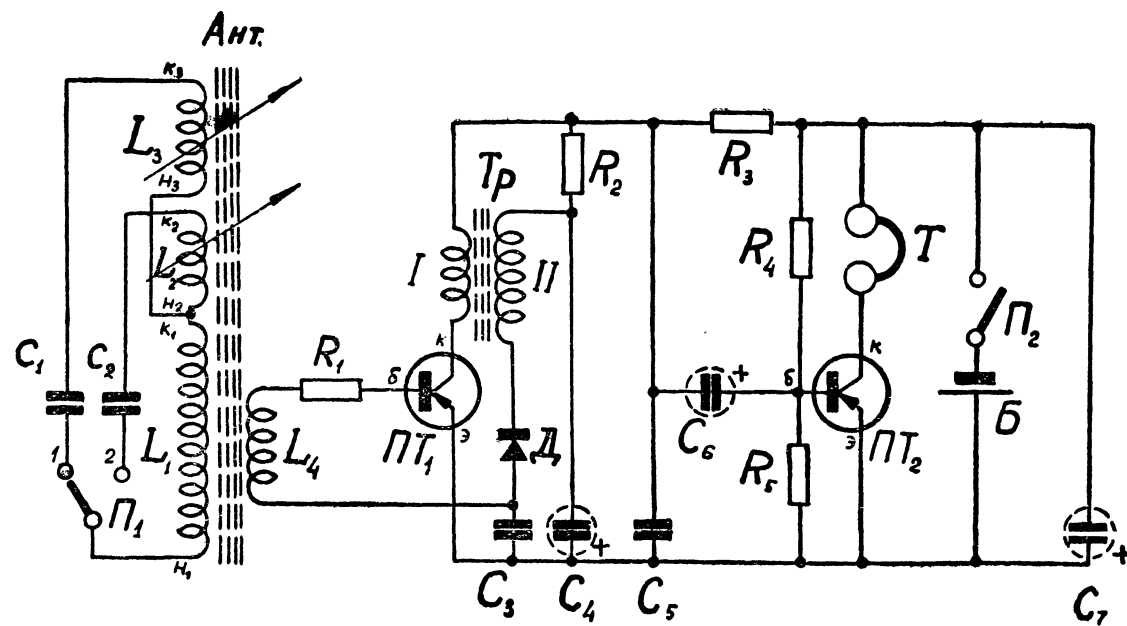 Ант.
К₃
L₃
Н₃
К₂
L₂
Н₂
К₁
C₁
C₂
1
2
L₁
П₁
Н₁
L₄
R₁
б
К
э
ПТ₁
I
Тр
II
Д
R₂
C₃
C₄
+
C₅
R₃
R₄
C₆
+
б
R₅
Т
К
э
ПТ₂
П₂
Б
C₇
+